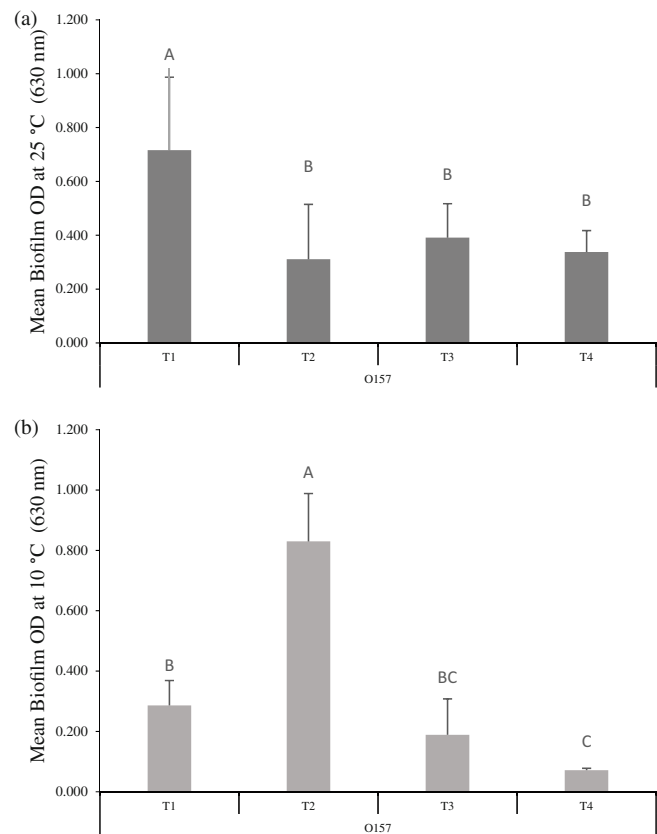 (a)
Mean Biofilm OD at 25 °C (630 nm)
1.200
1.000
0.800
0.600
0.400
0.200
0.000
A
B
B
B
T1
T2
T3
T4
O157
(b)
Mean Biofilm OD at 10 °C (630 nm)
1.200
1.000
0.800
0.600
0.400
0.200
0.000
B
A
BC
C
T1
T2
T3
T4
O157